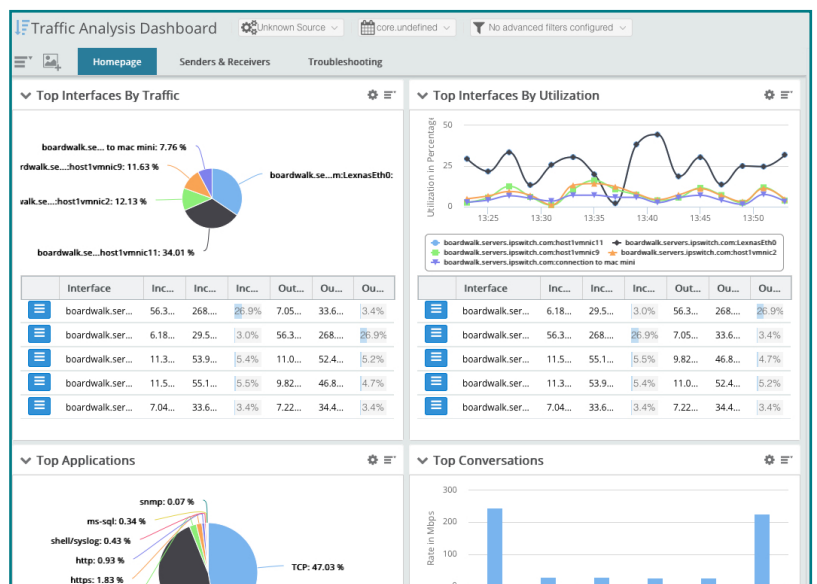 Traffic Analysis Dashboard
Unknown Source
core.undefined
No advanced filters configured
Homepage
Senders & Receivers
Troubleshooting
Top Interfaces By Traffic
boardwalk.se... to mac mini: 7.76 %
rdwalk.se...:host1vmnic9: 11.63 %
valk.se...:host1vmnic2: 12.13 %
boardwalk.se...m:LexnasEth0:
boardwalk.se...host1vmnic11: 34.01 %
Interface Inc... Inc... Inc... Out... Ou... Ou...
boardwalk.ser... 56.3... 268.... 26.9% 7.05... 33.6... 3.4%
boardwalk.ser... 6.18... 29.5... 3.0% 56.3... 268.... 26.9%
boardwalk.ser... 11.3... 53.9... 5.4% 11.0... 52.4... 5.2%
boardwalk.ser... 11.5... 55.1... 5.5% 9.82... 46.8... 4.7%
boardwalk.ser... 7.04... 33.6... 3.4% 7.22... 34.4... 3.4%
Top Interfaces By Utilization
Utilization in Percentag
50
25
0
13:25 13:30 13:35 13:40 13:45 13:50
boardwalk.servers.ipswitch.com:host1vmnic11 boardwalk.servers.ipswitch.com:LexnasEth0
boardwalk.servers.ipswitch.com:host1vmnic9 boardwalk.servers.ipswitch.com:host1vmnic2
boardwalk.servers.ipswitch.com:connection to mac mini
Interface Inc... Inc... Inc... Out... Ou... Ou...
boardwalk.ser... 6.18... 29.5... 3.0% 56.3... 268.... 26.9%
boardwalk.ser... 56.3... 268.... 26.9% 7.05... 33.6... 3.4%
boardwalk.ser... 11.5... 55.1... 5.5% 9.82... 46.8... 4.7%
boardwalk.ser... 11.3... 53.9... 5.4% 11.0... 52.4... 5.2%
boardwalk.ser... 7.04... 33.6... 3.4% 7.22... 34.4... 3.4%
Top Applications
snmp: 0.07 %
ms-sql: 0.34 %
shell/syslog: 0.43 %
http: 0.93 %
https: 1.83 %
TCP: 47.03 %
Top Conversations
Rate in Mbps
300
200
100